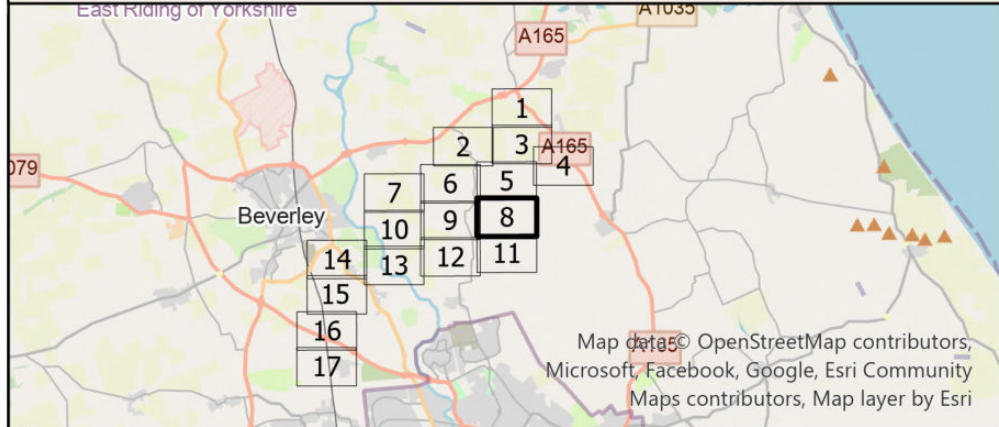 East Riding of Yorkshire
A1035
A165
1
2
3
A165
4
079
5
6
7
Beverley
8
9
10
11
12
13
14
15
16
17
A165
Map data © OpenStreetMap contributors,
Microsoft, Facebook, Google, Esri Community
Maps contributors, Map layer by Esri